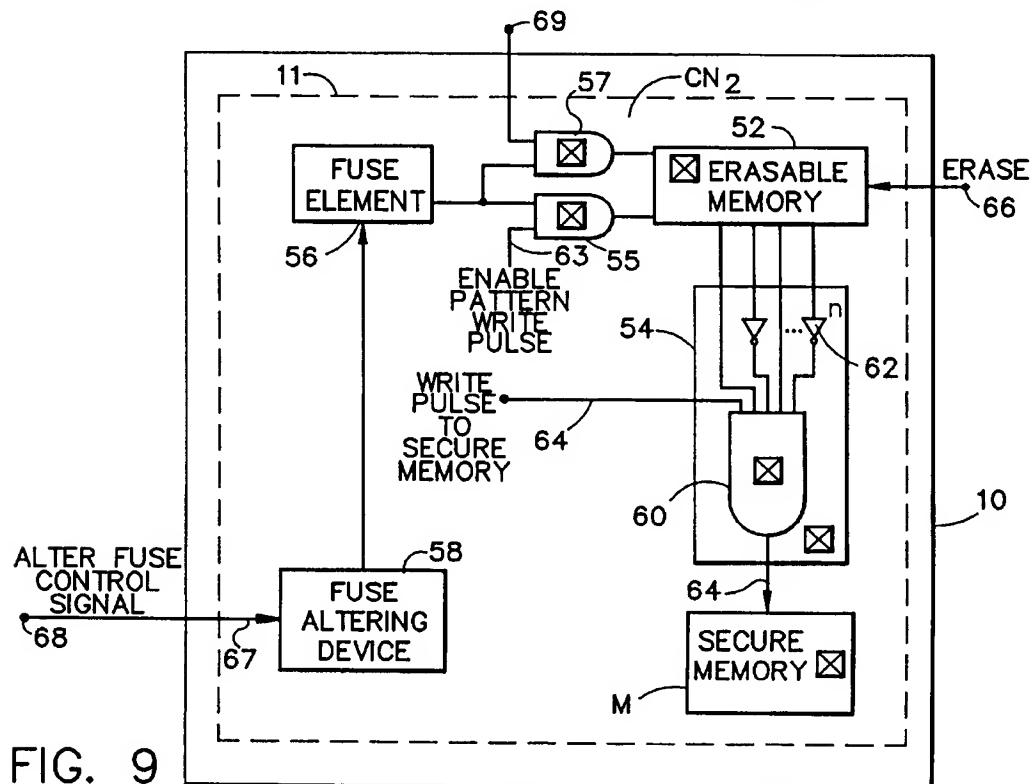 69
11
57
CN2
52
FUSE
ELEMENT
ERASABLE
MEMORY
ERASE
66
56
63
55
ENABLE
PATTERN
WRITE
PULSE
54
n
...
62
WRITE
PULSE
TO
SECURE
MEMORY
64
60
10
ALTER FUSE
CONTROL
SIGNAL
68
67
58
FUSE
ALTERING
DEVICE
64
SECURE
MEMORY
M
FIG. 9